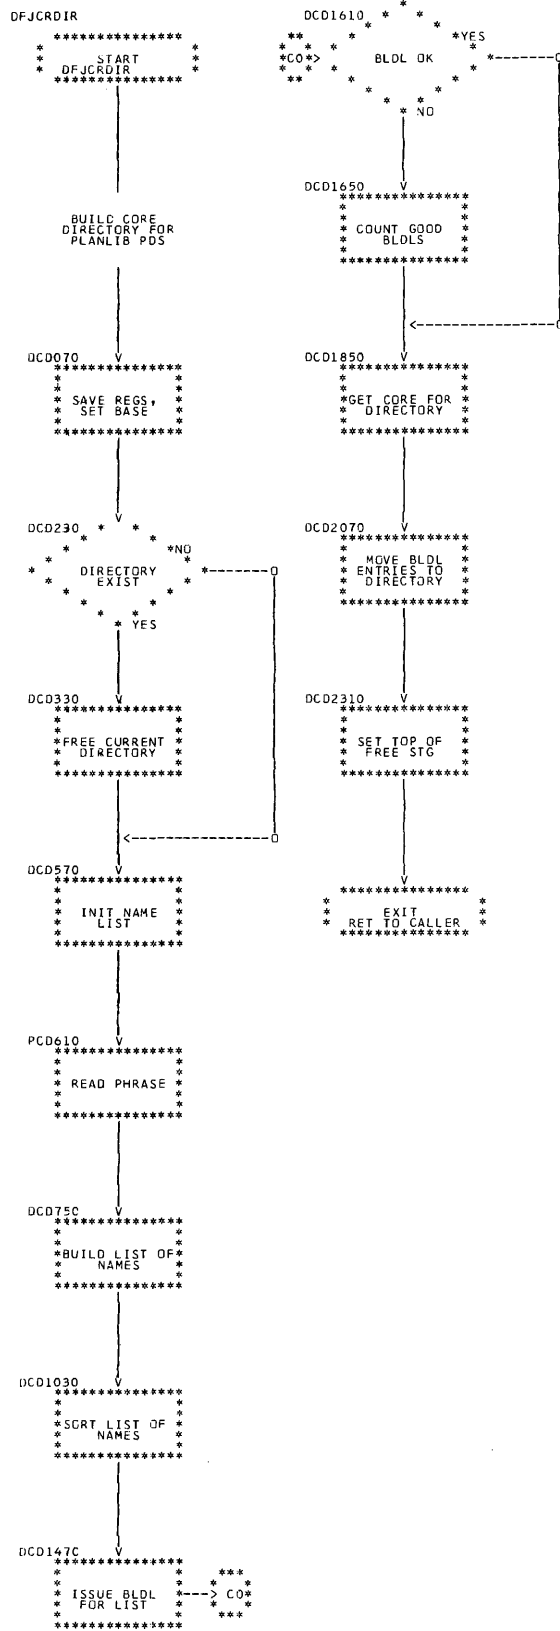 DFJCRDIR
START
DFJCRDIR
BUILD CORE
DIRECTORY FOR
PLANLIB PDS
DCD070
SAVE REGS,
SET BASE
DCD230
NO
DIRECTORY
EXIST
YES
DCD330
FREE CURRENT
DIRECTORY
DCD570
INIT NAME
LIST
PCD610
READ PHRASE
DCD750
BUILD LIST OF
NAMES
DCD1030
SORT LIST OF
NAMES
DCD1470
ISSUE BLDL
FOR LIST
CO
DCD1610
YES
CO
BLDL OK
NO
DCD1650
COUNT GOOD
BLDLS
DCD1850
GET CORE FOR
DIRECTORY
DCD2070
MOVE BLDL
ENTRIES TO
DIRECTORY
DCD2310
SET TOP OF
FREE STG
EXIT
RET TO CALLER